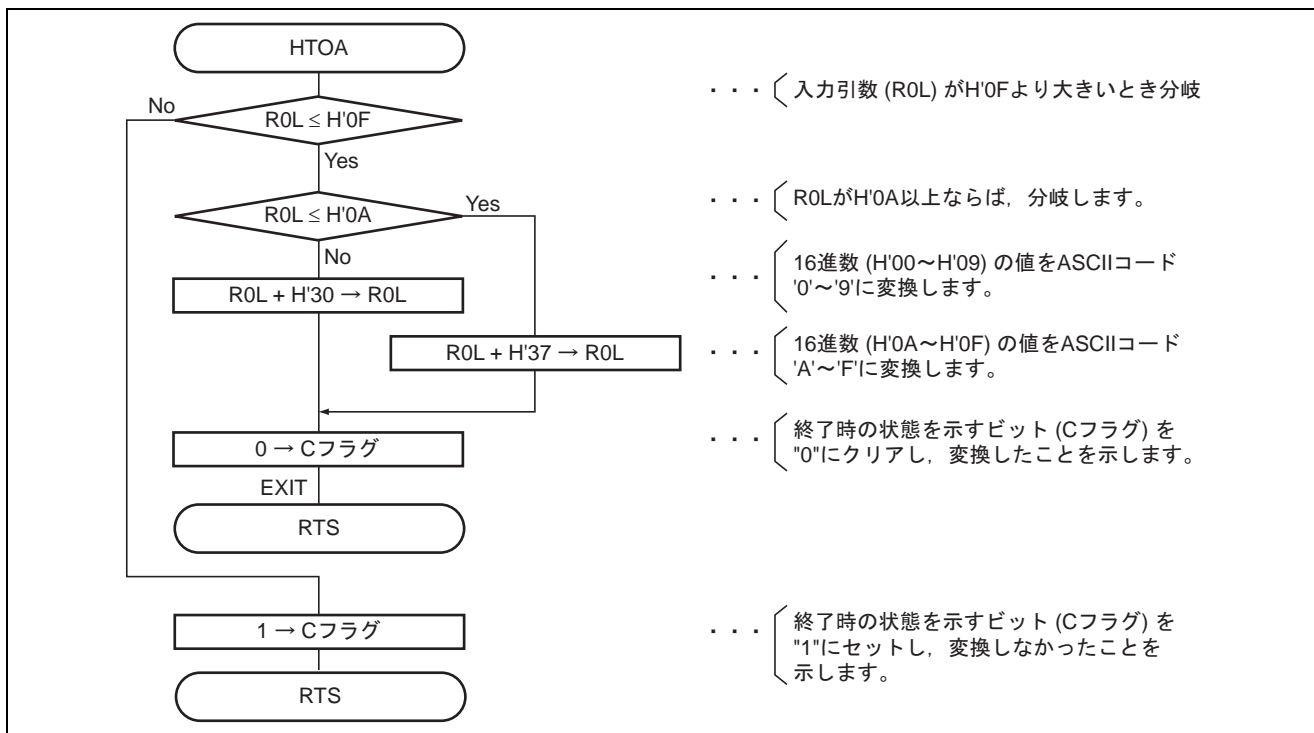 HTOA
・・・ 入力引数 (R0L) がH'0Fより大きいとき分岐
No
R0L ≤ H'0F
Yes
・・・ R0LがH'0A以上ならば，分岐します。
R0L ≤ H'0A
Yes
No
・・・ 16進数 (H'00～H'09) の値をASCIIコード
'0'～'9'に変換します。
R0L + H'30 → R0L
R0L + H'37 → R0L
・・・ 16進数 (H'0A～H'0F) の値をASCIIコード
'A'～'F'に変換します。
0 → Cフラグ
・・・ 終了時の状態を示すビット (Cフラグ) を
"0"にクリアし，変換したことを示します。
EXIT
RTS
1 → Cフラグ
・・・ 終了時の状態を示すビット (Cフラグ) を
"1"にセットし，変換しなかったことを
示します。
RTS